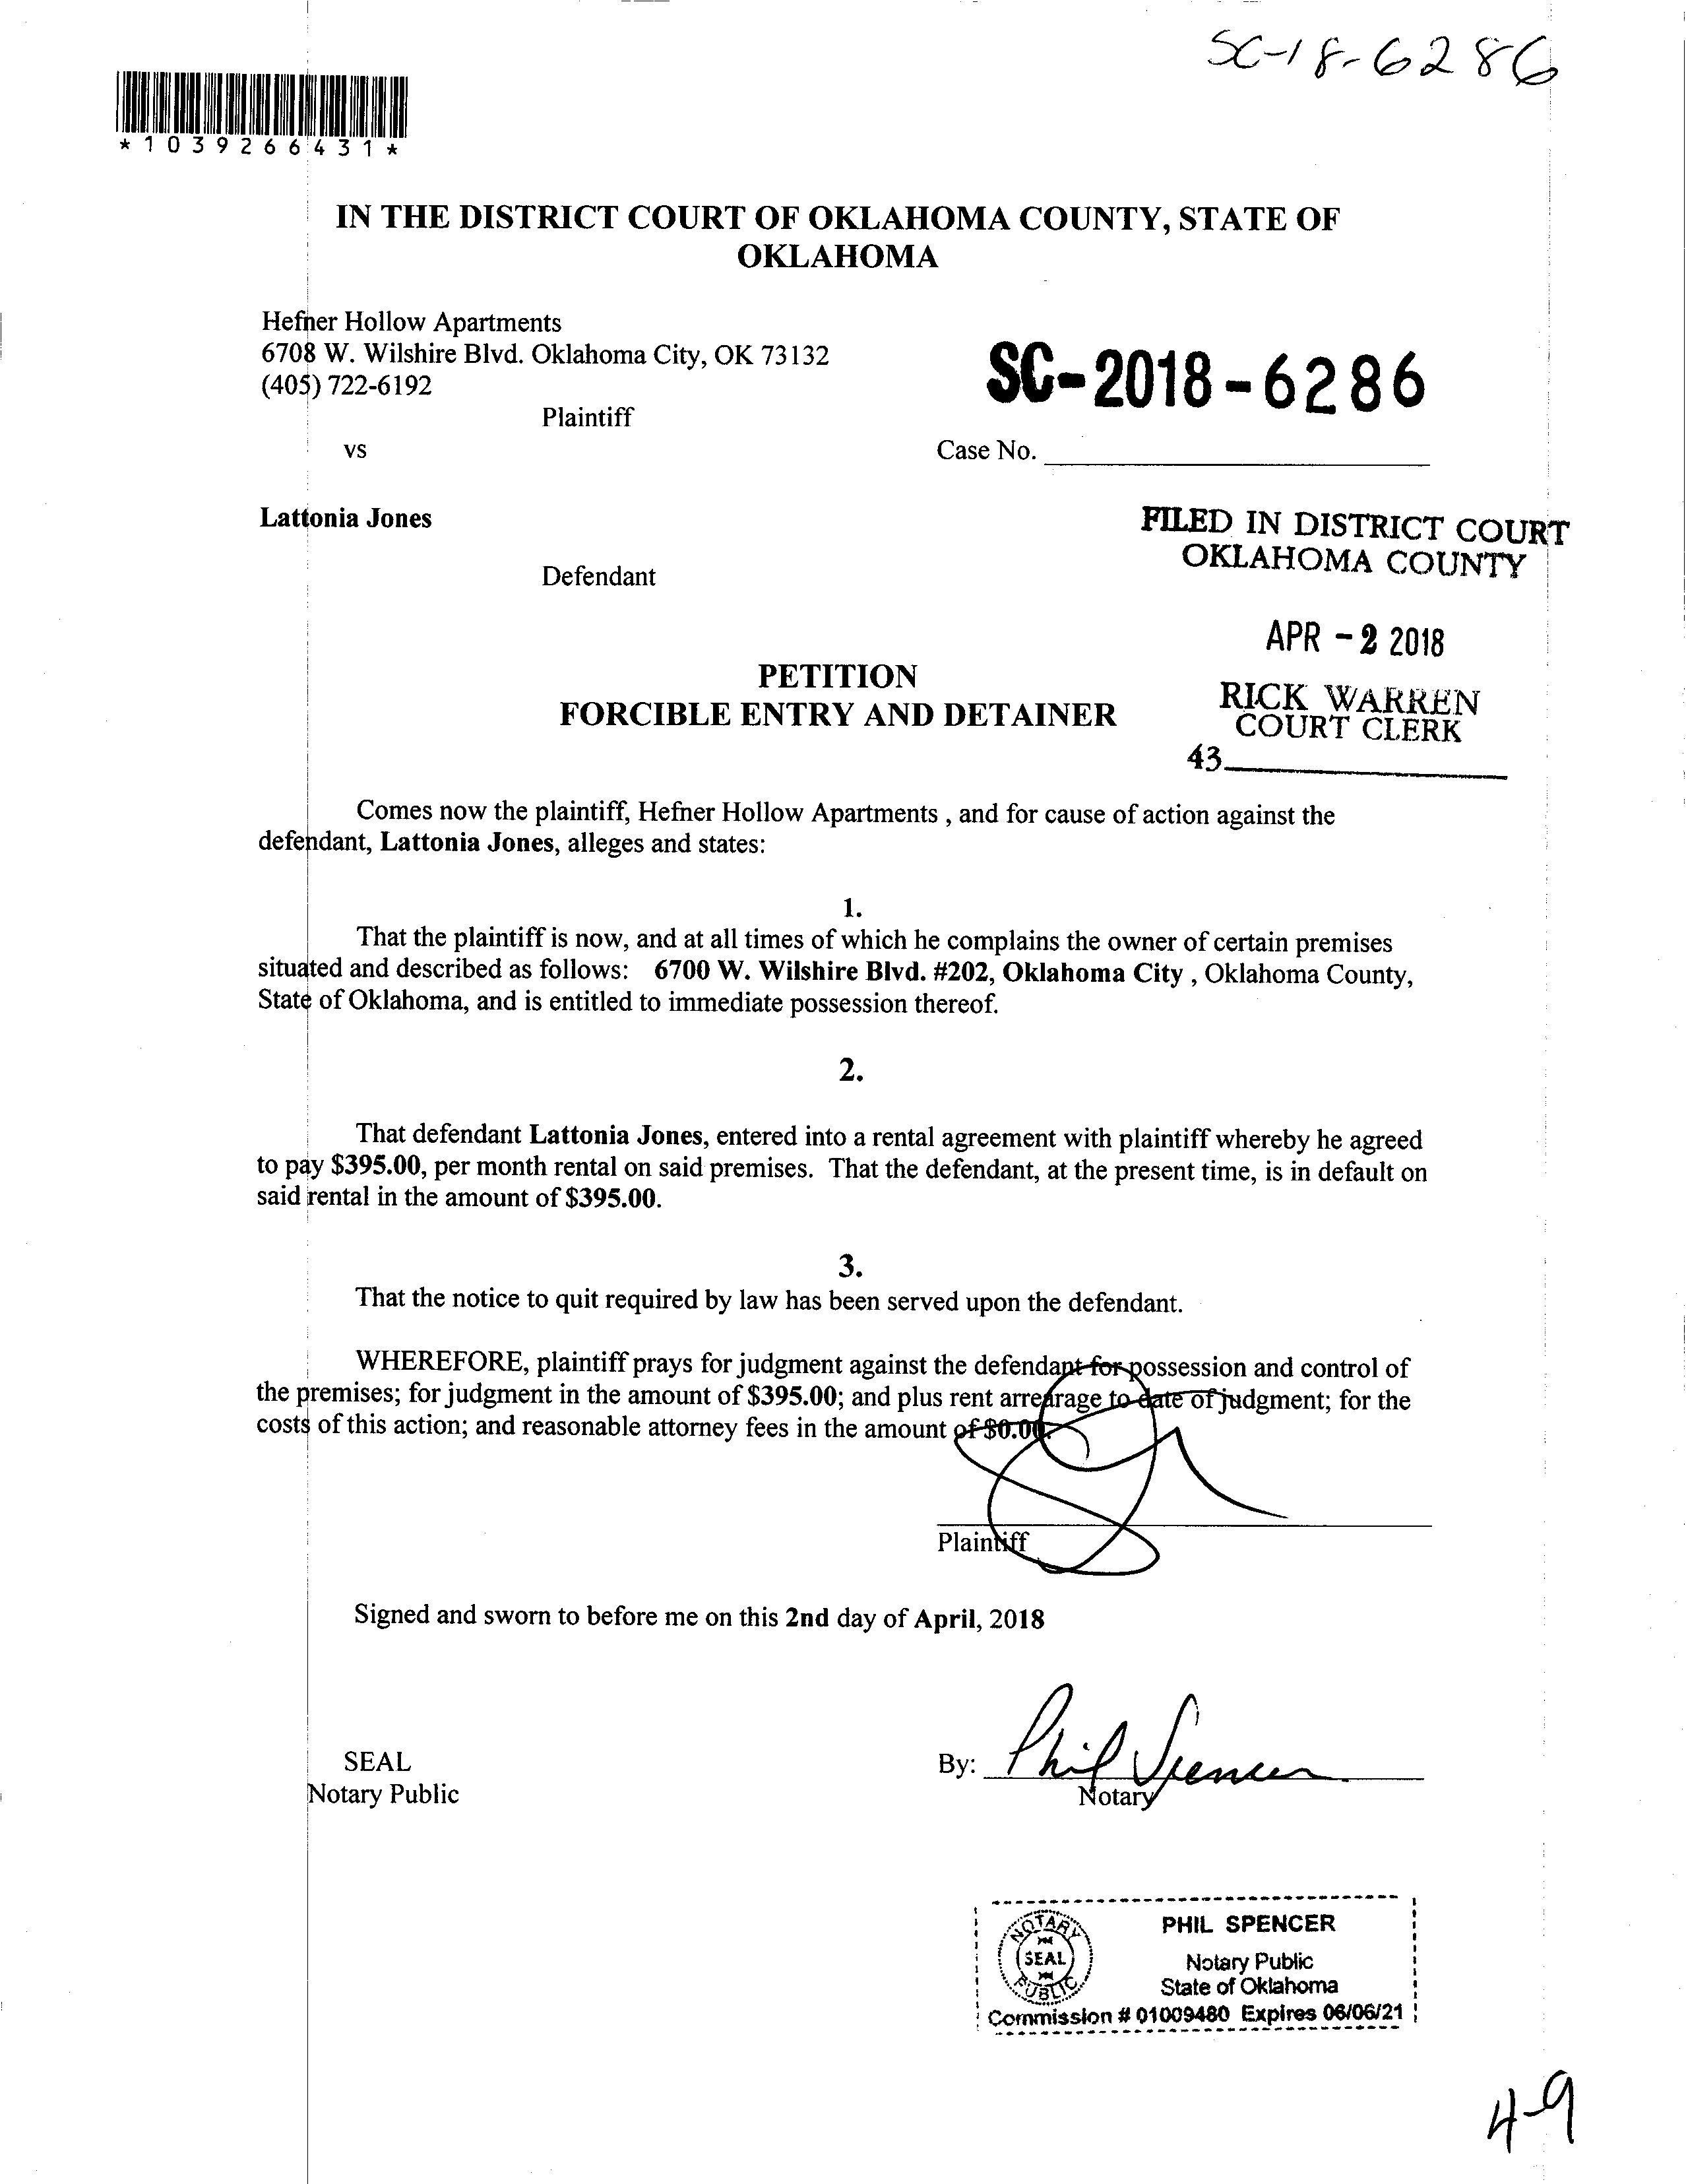 SC-18-6286
*1039266431*
IN THE DISTRICT COURT OF OKLAHOMA COUNTY, STATE OF
OKLAHOMA
Hefner Hollow Apartments
6708 W. Wilshire Blvd. Oklahoma City, OK 73132
(405) 722-6192
Plaintiff
SC-2018-6286
vs
Case No.
Lattonia Jones
Defendant
FILED IN DISTRICT COURT
OKLAHOMA COUNTY
APR - 2 2018
RICK WARREN
COURT CLERK
43
PETITION
FORCIBLE ENTRY AND DETAINER
Comes now the plaintiff, Hefner Hollow Apartments , and for cause of action against the
defendant, Lattonia Jones, alleges and states:
1.
That the plaintiff is now, and at all times of which he complains the owner of certain premises
situated and described as follows: 6700 W. Wilshire Blvd. #202, Oklahoma City , Oklahoma County,
State of Oklahoma, and is entitled to immediate possession thereof.
2.
That defendant Lattonia Jones, entered into a rental agreement with plaintiff whereby he agreed
to pay $395.00, per month rental on said premises. That the defendant, at the present time, is in default on
said rental in the amount of $395.00.
3.
That the notice to quit required by law has been served upon the defendant.
WHEREFORE, plaintiff prays for judgment against the defendant for possession and control of
the premises; for judgment in the amount of $395.00; and plus rent arrearage to date of judgment; for the
costs of this action; and reasonable attorney fees in the amount of $0.00.
Plaintiff
Signed and sworn to before me on this 2nd day of April, 2018
SEAL
Notary Public
By: Phil Spencer
Notary
NOTARY
SEAL
PUBLIC
PHIL SPENCER
Notary Public
State of Oklahoma
Commission # 01009480 Expires 06/06/21
4-9